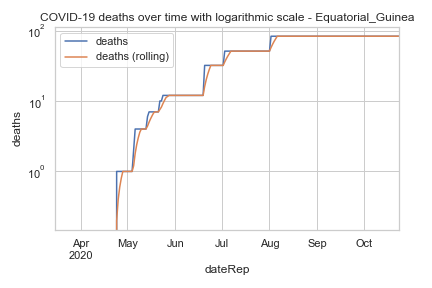 COVID-19 deaths over time with logarithmic scale - Equatorial_Guinea
deaths
deaths (rolling)
10²
10¹
10⁰
deaths
Apr
2020
May
Jun
Jul
Aug
Sep
Oct
dateRep